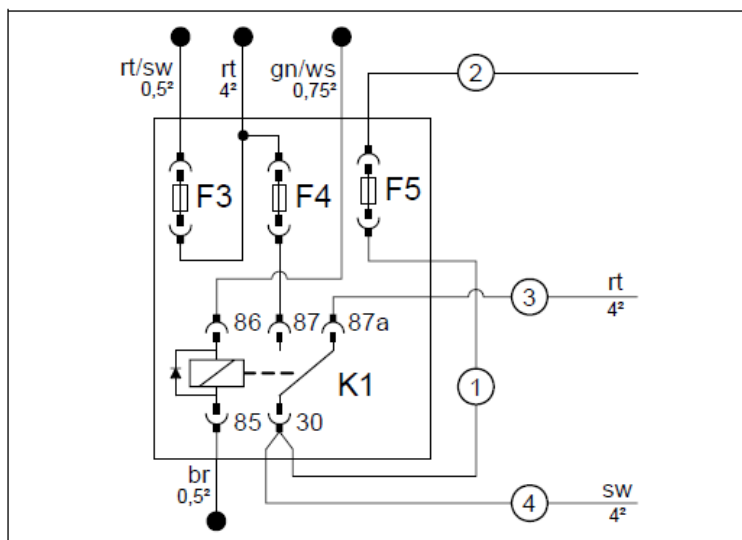 rt/sw
0,5²
rt
4²
gn/ws
0,75²
2
F3
F4
F5
3
rt
4²
86
87
87a
K1
1
85
30
br
0,5²
4
sw
4²